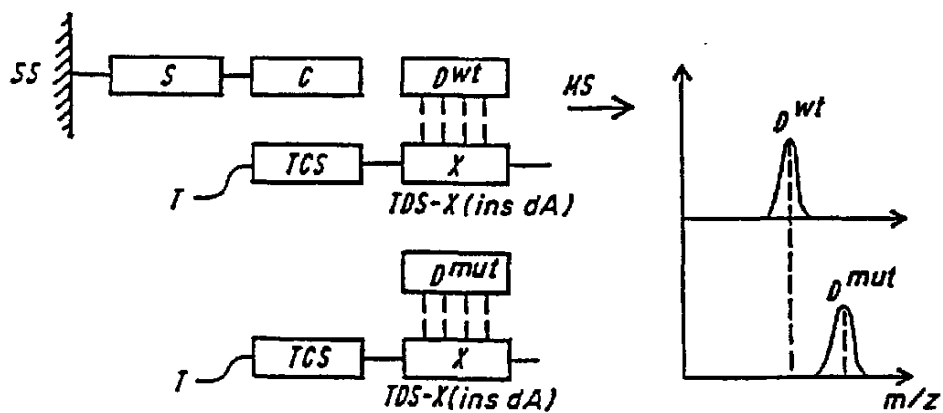 SS S C D^wt MS
T TCS X
TDS-X(ins dA)
D^mut
T TCS X
TDS-X(ins dA)
D^wt
D^mut
m/z